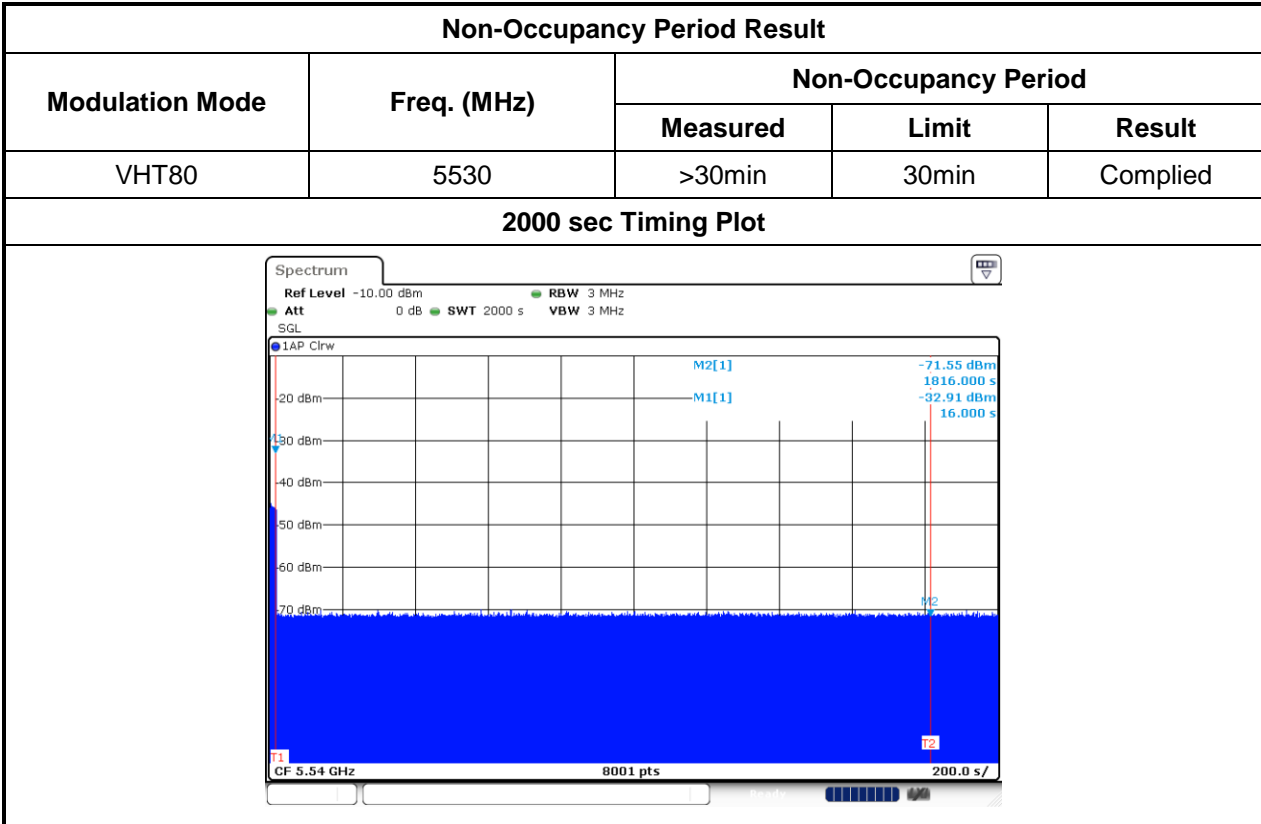 Non-Occupancy Period Result
Modulation Mode Freq. (MHz) Non-Occupancy Period
Measured Limit Result
VHT80 5530 >30min 30min Complied
2000 sec Timing Plot
Spectrum
Ref Level -10.00 dBm RBW 3 MHz
Att 0 dB SWT 2000 s VBW 3 MHz
SGL
1AP Clrw
M2[1] -71.55 dBm
1816.000 s
-20 dBm M1[1] -32.91 dBm
16.000 s
M1
-30 dBm
-40 dBm
-50 dBm
-60 dBm
-70 dBm M2
T1 T2
CF 5.54 GHz 8001 pts 200.0 s/
Ready